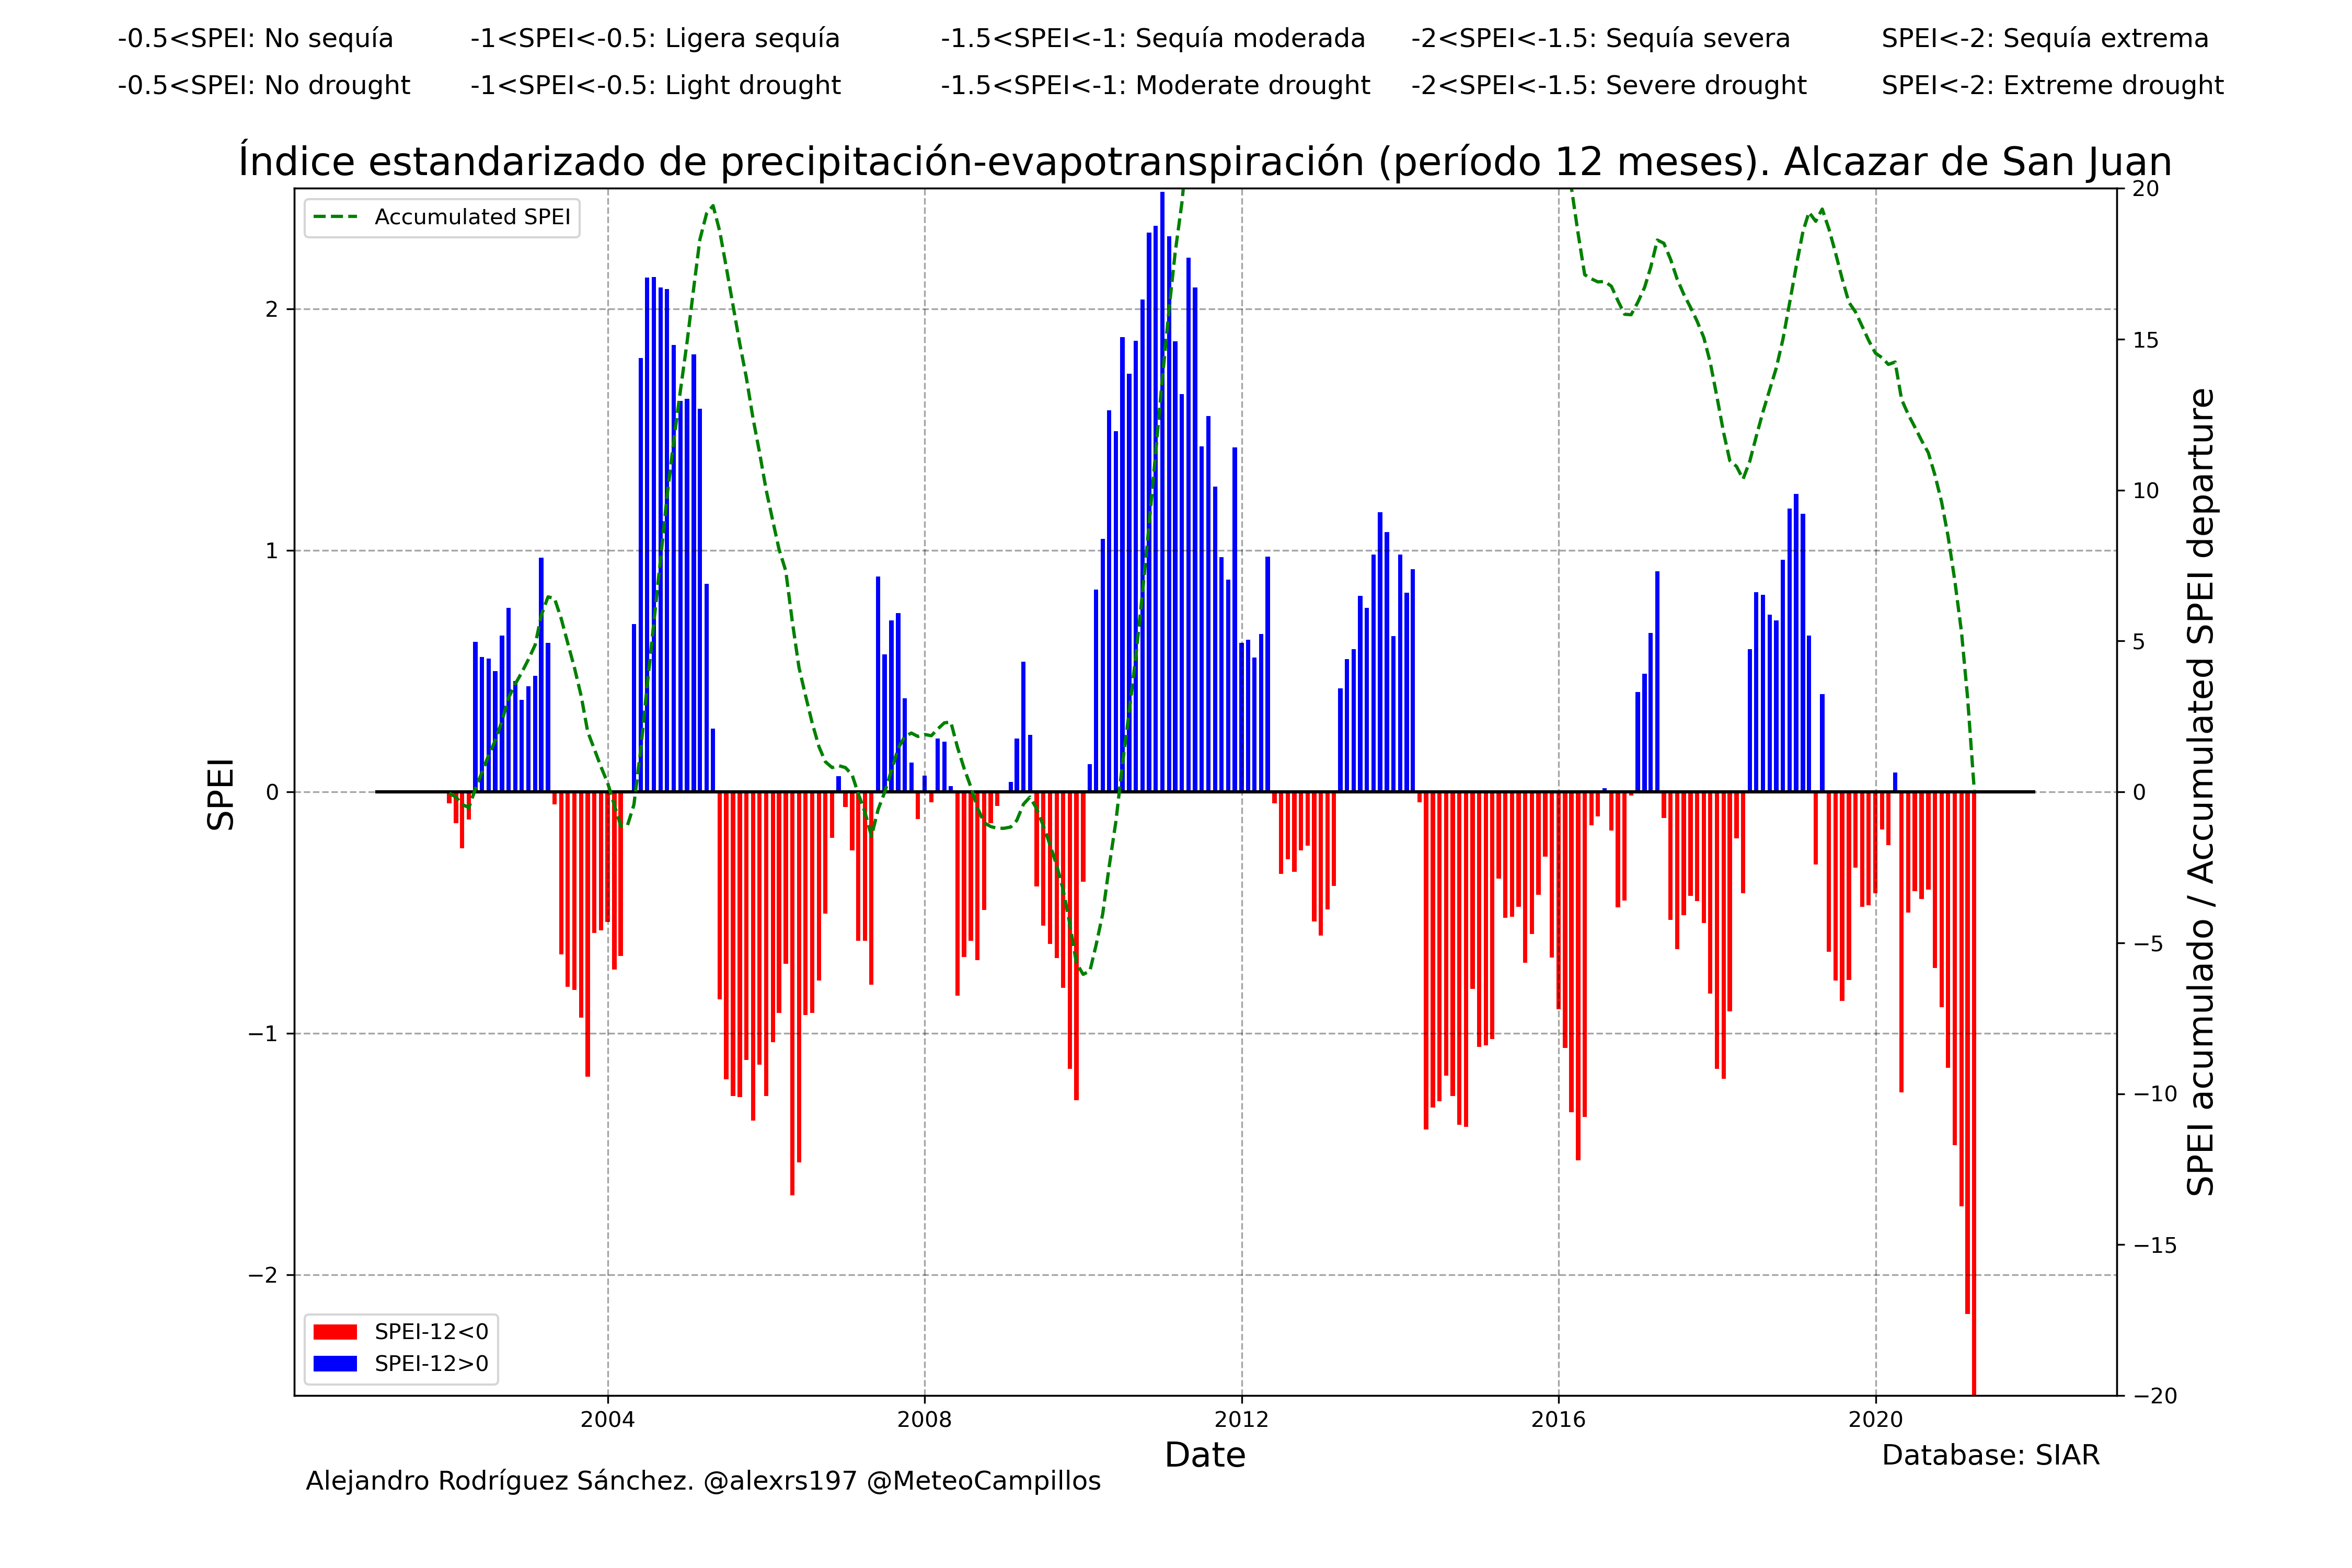 -0.5<SPEI: No sequía -1<SPEI<-0.5: Ligera sequía -1.5<SPEI<-1: Sequía moderada -2<SPEI<-1.5: Sequía severa SPEI<-2: Sequía extrema
-0.5<SPEI: No drought -1<SPEI<-0.5: Light drought -1.5<SPEI<-1: Moderate drought -2<SPEI<-1.5: Severe drought SPEI<-2: Extreme drought
Índice estandarizado de precipitación-evapotranspiración (período 12 meses). Alcazar de San Juan
Accumulated SPEI
2
1
0
−1
−2
SPEI
20
15
10
5
0
−5
−10
−15
−20
SPEI acumulado / Accumulated SPEI departure
SPEI-12<0
SPEI-12>0
2004 2008 2012 2016 2020
Date
Database: SIAR
Alejandro Rodríguez Sánchez. @alexrs197 @MeteoCampillos